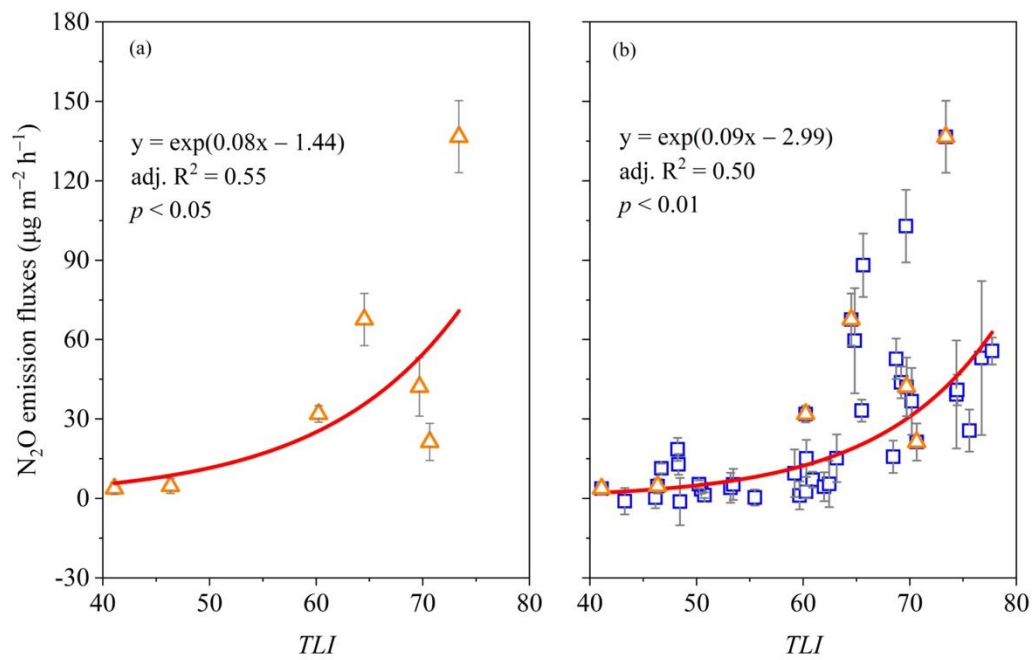 N₂O emission fluxes (μg m⁻² h⁻¹)
180
150
120
90
60
30
0
-30
(a)
y = exp(0.08x – 1.44)
adj. R² = 0.55
p < 0.05
40
50
60
70
80
TLI
(b)
y = exp(0.09x – 2.99)
adj. R² = 0.50
p < 0.01
40
50
60
70
80
TLI